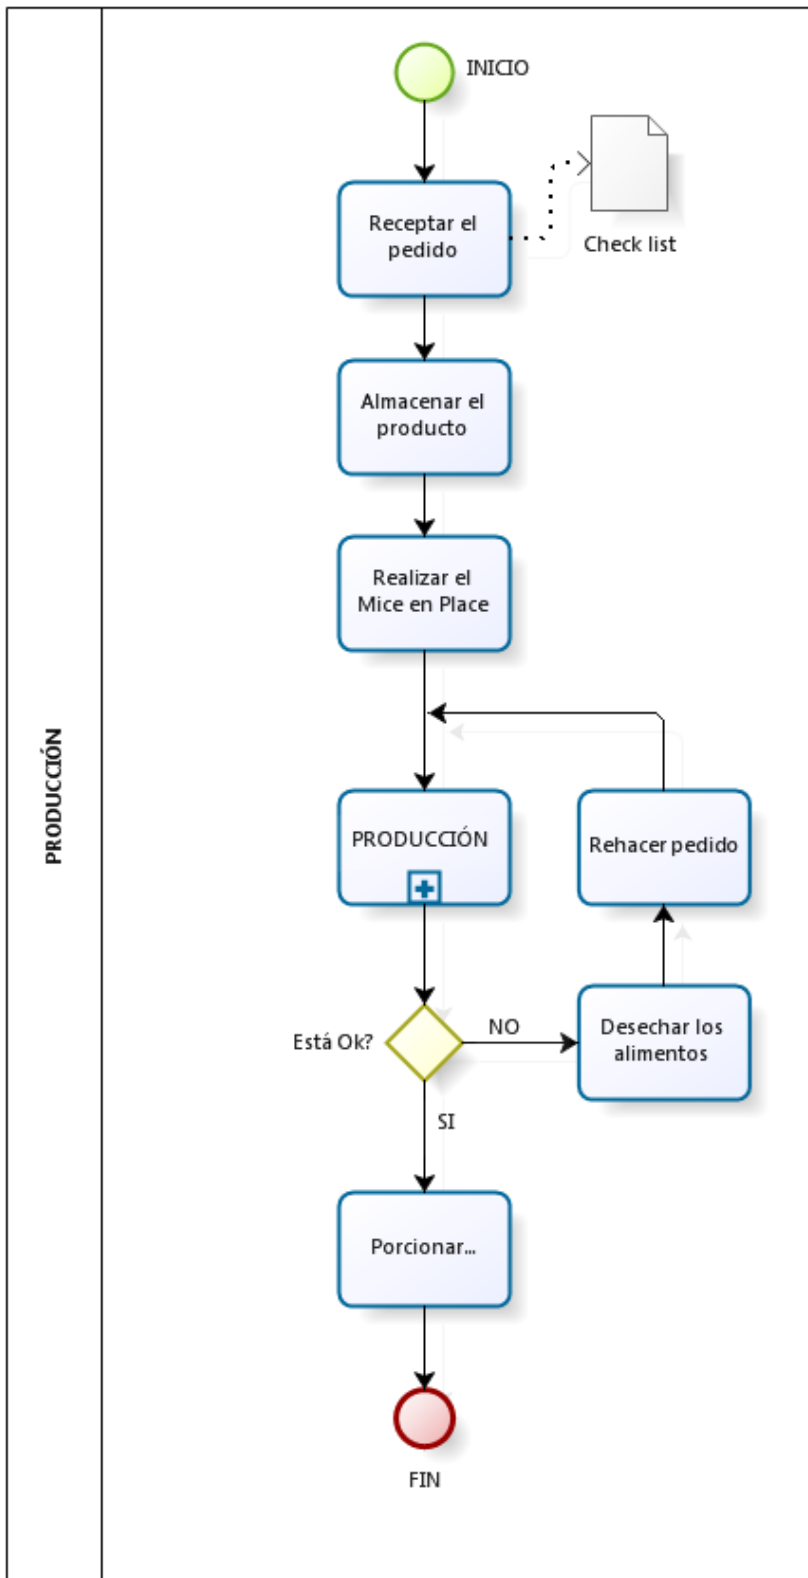 PRODUCCIÓN
INICIO
Receptar el
pedido
Check list
Almacenar el
producto
Realizar el
Mice en Place
PRODUCCIÓN
Rehacer pedido
Está Ok?
NO
Desechar los
alimentos
SI
Porcionar...
FIN